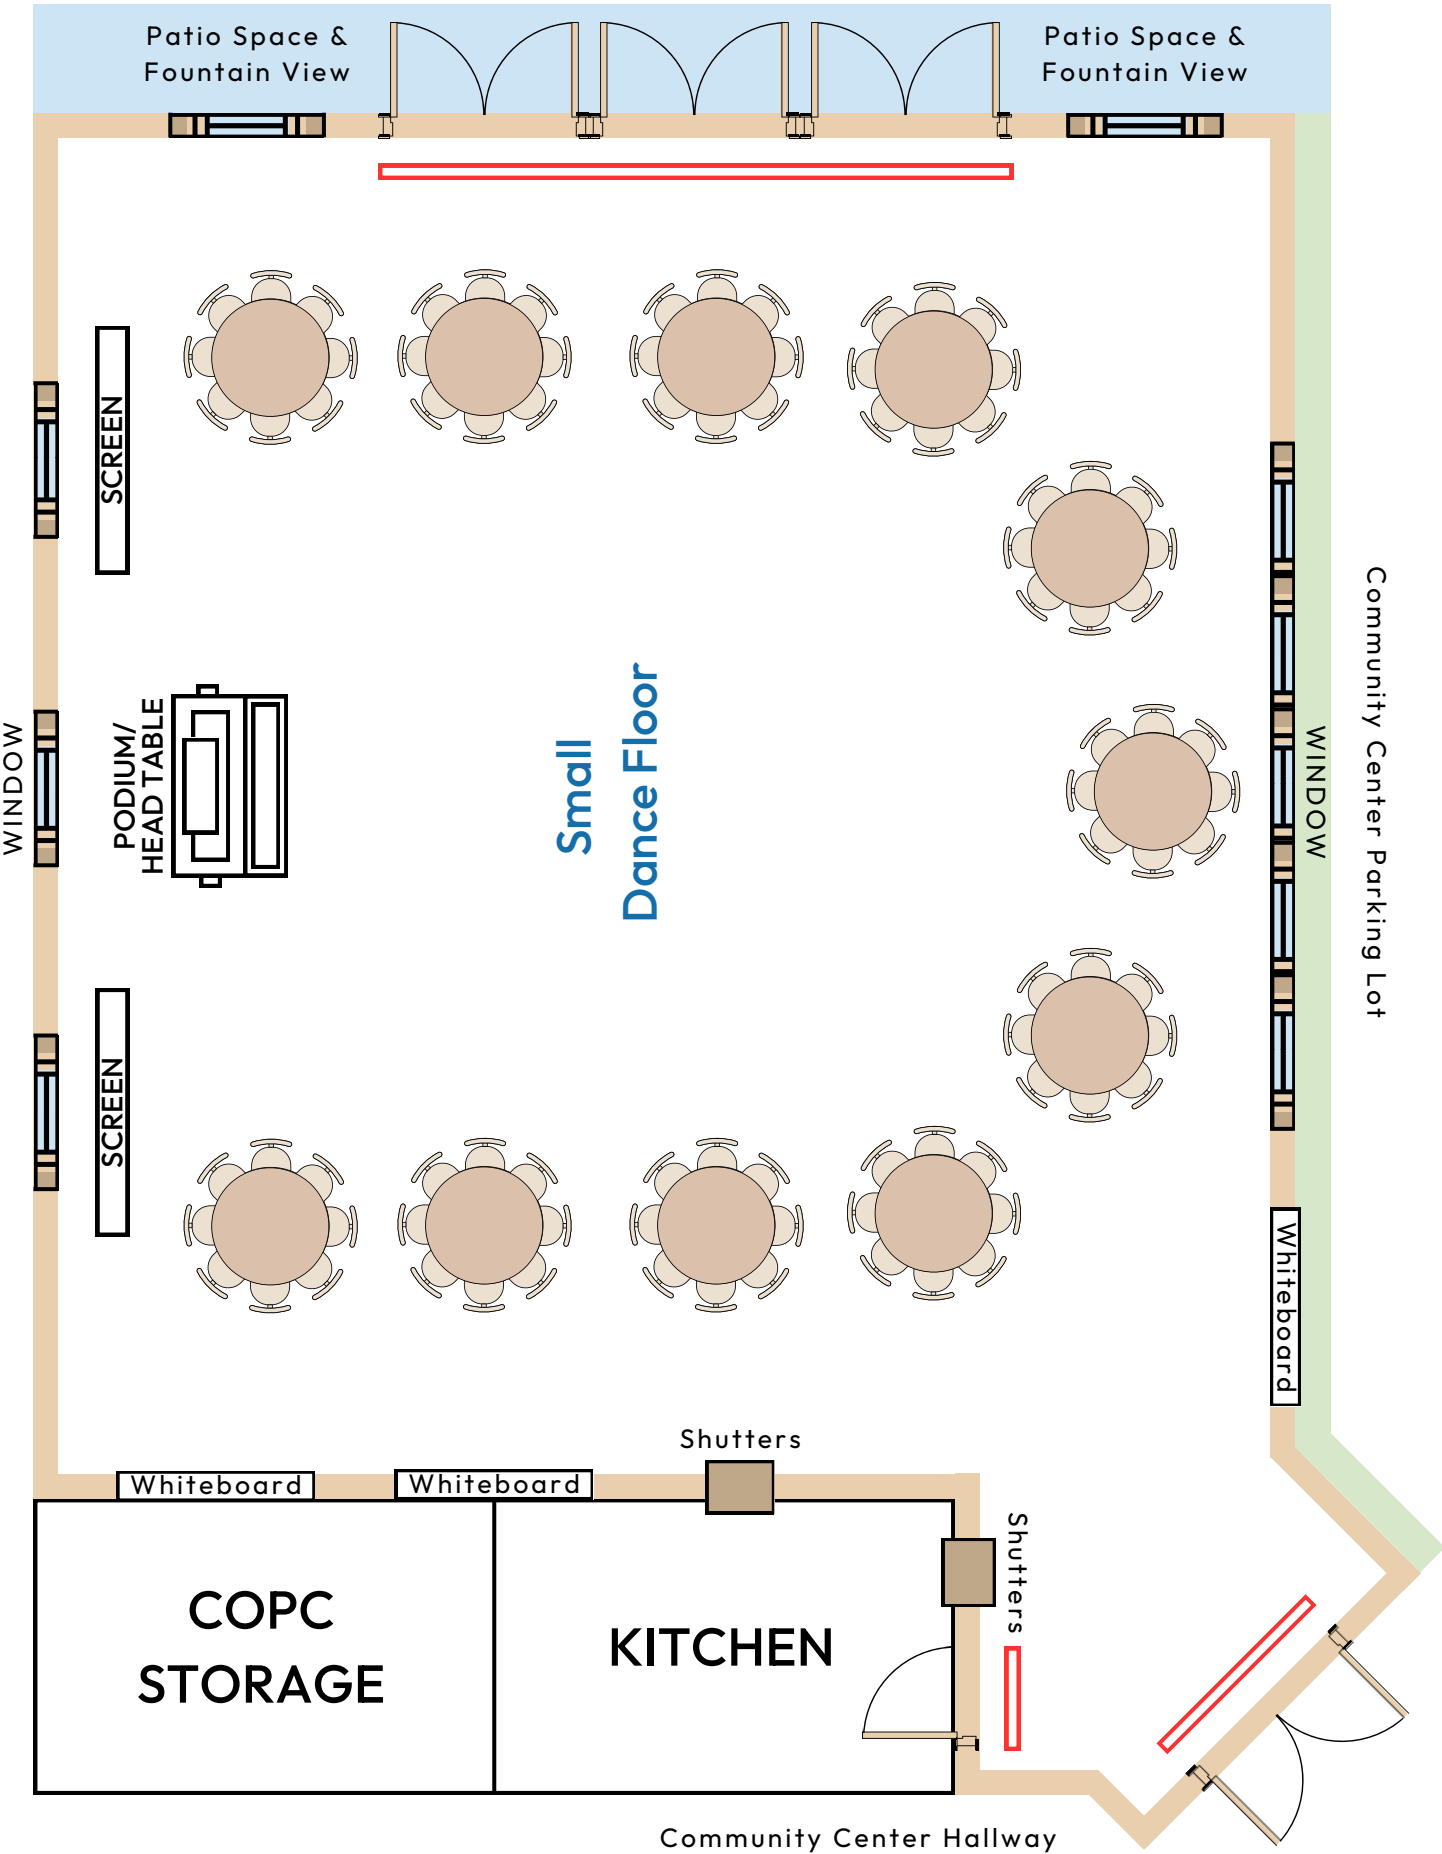 Patio Space &
Fountain View
Patio Space &
Fountain View
SCREEN
WINDOW
PODIUM/
HEAD TABLE
Small
Dance Floor
WINDOW
Community Center Parking Lot
SCREEN
Whiteboard
Shutters
Whiteboard
Whiteboard
Shutters
COPC
STORAGE
KITCHEN
Community Center Hallway